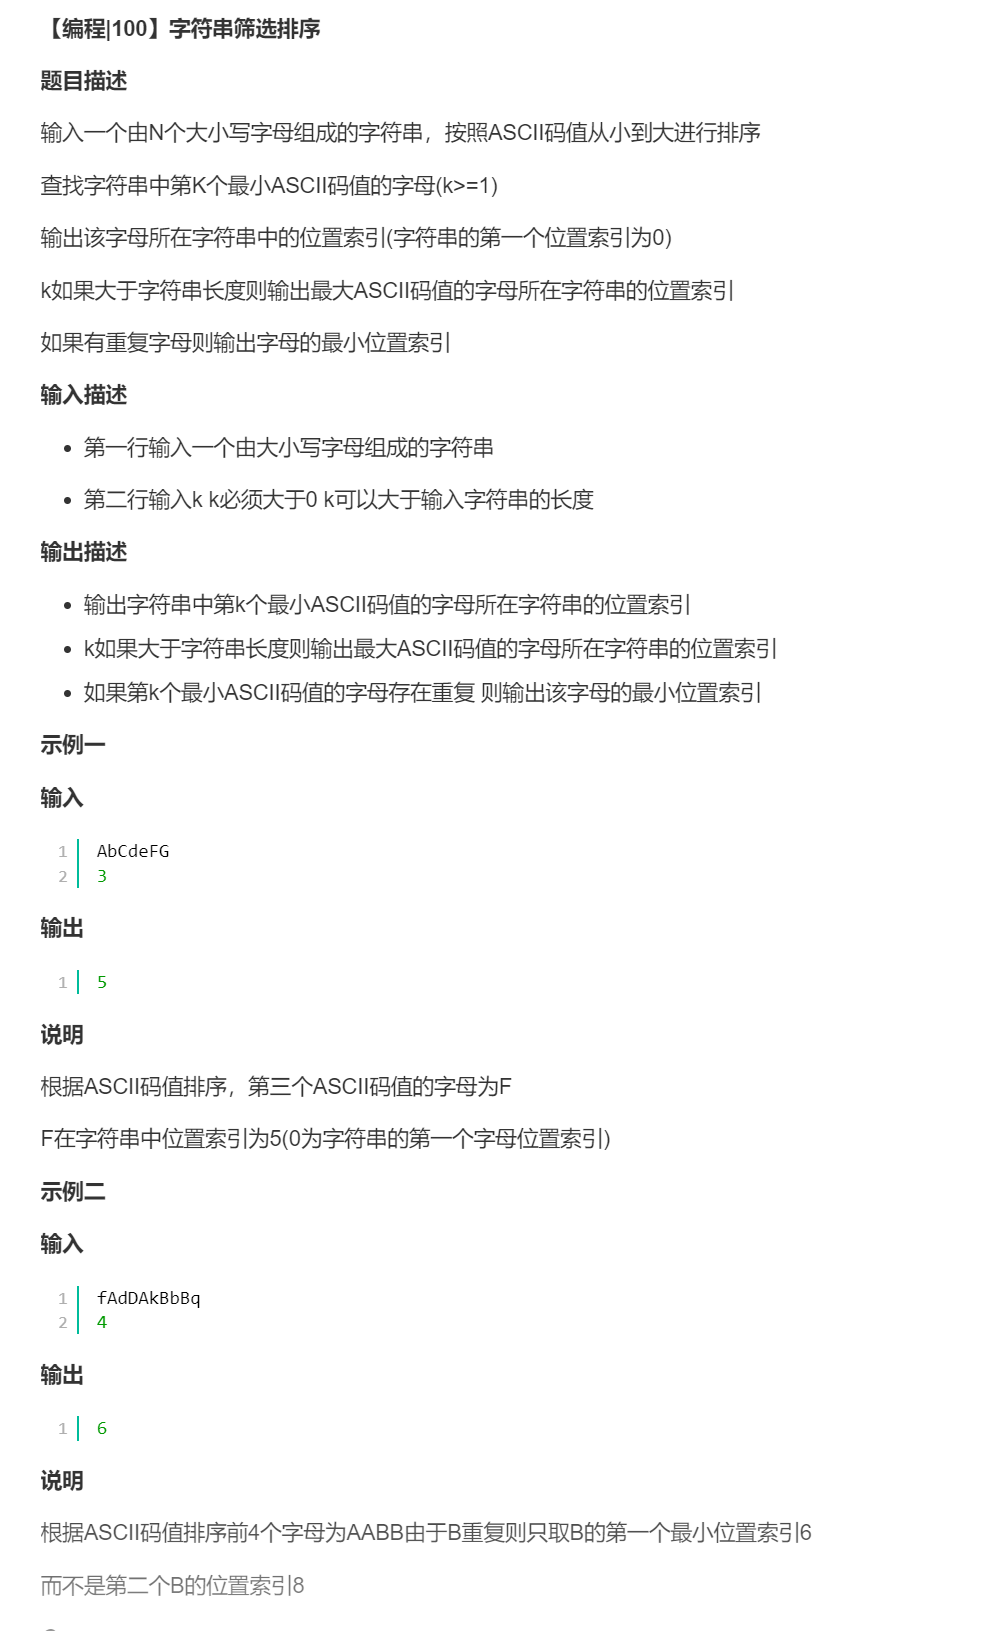 【编程|100】字符串筛选排序
题目描述
输入一个由N个大小写字母组成的字符串，按照ASCII码值从小到大进行排序
查找字符串中第K个最小ASCII码值的字母(k>=1)
输出该字母所在字符串中的位置索引(字符串的第一个位置索引为0)
k如果大于字符串长度则输出最大ASCII码值的字母所在字符串的位置索引
如果有重复字母则输出字母的最小位置索引
输入描述
• 第一行输入一个由大小写字母组成的字符串
• 第二行输入k k必须大于0 k可以大于输入字符串的长度
输出描述
• 输出字符串中第k个最小ASCII码值的字母所在字符串的位置索引
• k如果大于字符串长度则输出最大ASCII码值的字母所在字符串的位置索引
• 如果第k个最小ASCII码值的字母存在重复 则输出该字母的最小位置索引
示例一
输入
1 AbCdeFG
2 3
输出
1 5
说明
根据ASCII码值排序，第三个ASCII码值的字母为F
F在字符串中位置索引为5(0为字符串的第一个字母位置索引)
示例二
输入
1 fAdDAkBbBq
2 4
输出
1 6
说明
根据ASCII码值排序前4个字母为AABB由于B重复则只取B的第一个最小位置索引6
而不是第二个B的位置索引8